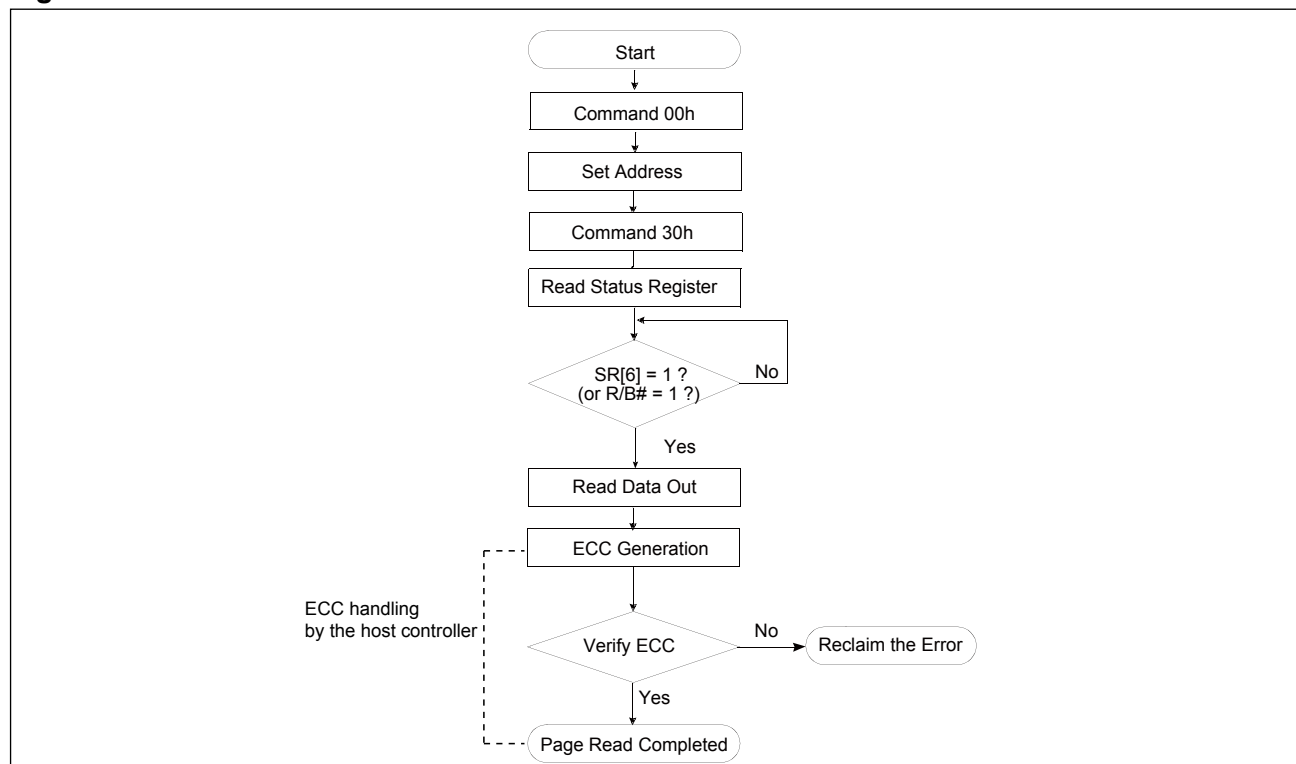 Start
Command 00h
Set Address
Command 30h
Read Status Register
SR[6] = 1 ?
(or R/B# = 1 ?)
No
Yes
Read Data Out
ECC Generation
ECC handling
by the host controller
Verify ECC
No
Reclaim the Error
Yes
Page Read Completed